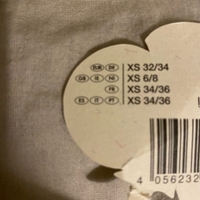 EUR DE XS 32/34
GB IE XS 6/8
FR XS 34/36
ES IT PT XS 34/36
4 056232